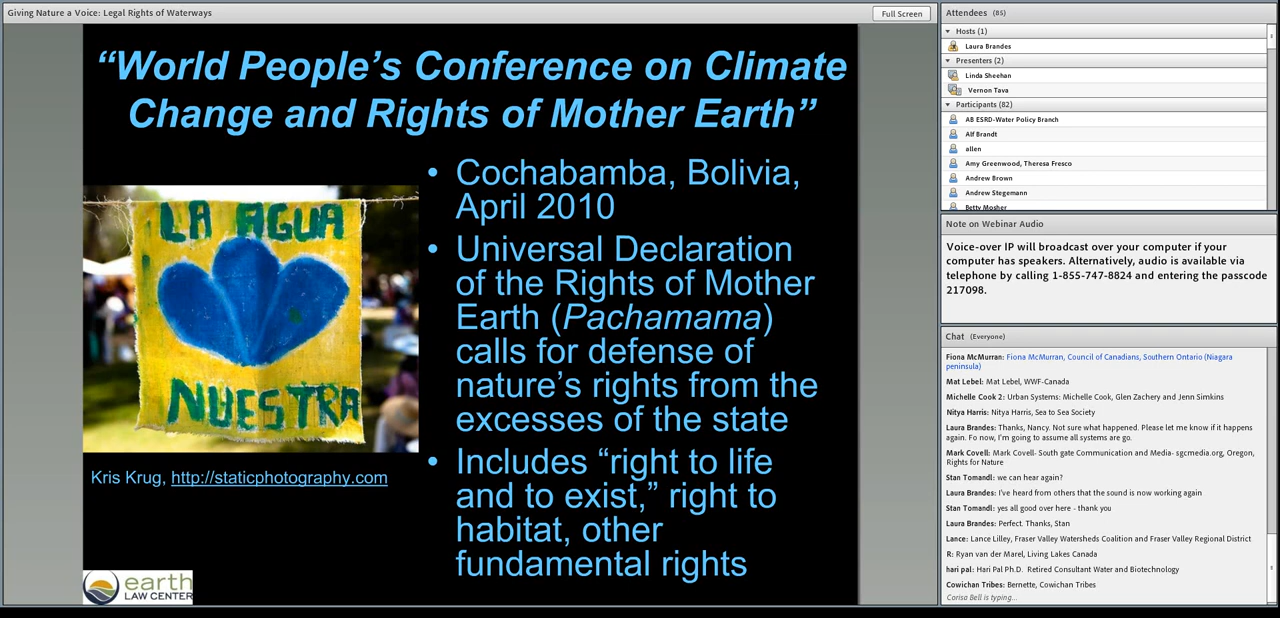 Giving Nature a Voice: Legal Rights of Waterways
Full Screen
“World People’s Conference on Climate
Change and Rights of Mother Earth”
LA AGUA
NUESTRA
Kris Krug, http://staticphotography.com
• Cochabamba, Bolivia,
April 2010
• Universal Declaration
of the Rights of Mother
Earth (Pachamama)
calls for defense of
nature’s rights from the
excesses of the state
• Includes “right to life
and to exist,” right to
habitat, other
fundamental rights
earth
LAW CENTER
Attendees (85)
Hosts (1)
Laura Brandes
Presenters (2)
Linda Sheehan
Vernon Tava
Participants (82)
AB ESRD-Water Policy Branch
Alf Brandt
allen
Amy Greenwood, Theresa Fresco
Andrew Brown
Andrew Stegemann
Betty Mosher
Note on Webinar Audio
Voice-over IP will broadcast over your computer if your
computer has speakers. Alternatively, audio is available via
telephone by calling 1-855-747-8824 and entering the passcode
217098.
Chat (Everyone)
Fiona McMurran: Fiona McMurran, Council of Canadians, Southern Ontario (Niagara
peninsula)
Mat Lebel: Mat Lebel, WWF-Canada
Michelle Cook 2: Urban Systems: Michelle Cook, Glen Zachery and Jenn Simkins
Nitya Harris: Nitya Harris, Sea to Sea Society
Laura Brandes: Thanks, Nancy. Not sure what happened. Please let me know if it happens
again. Fo now, I'm going to assume all systems are go.
Mark Covell: Mark Covell- South gate Communication and Media- sgcmedia.org, Oregon,
Rights for Nature
Stan Tomandl: we can hear again?
Laura Brandes: I've heard from others that the sound is now working again
Stan Tomandl: yes all good over here - thank you
Laura Brandes: Perfect. Thanks, Stan
Lance: Lance Lilley, Fraser Valley Watersheds Coalition and Fraser Valley Regional District
R: Ryan van der Marel, Living Lakes Canada
hari pal: Hari Pal Ph.D. Retired Consultant Water and Biotechnology
Cowichan Tribes: Bernette, Cowichan Tribes
Corisa Bell is typing...